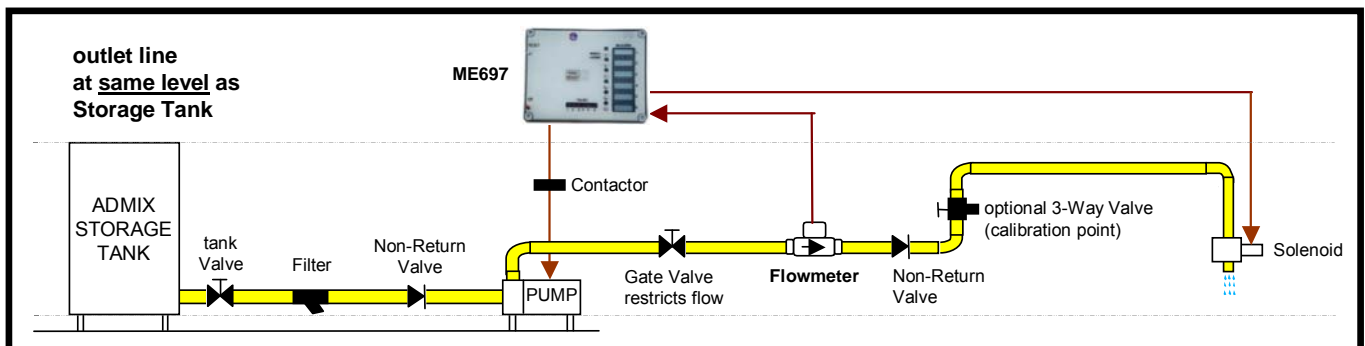 outlet line
at same level as
Storage Tank
ME697
Contactor
ADMIX
STORAGE
TANK
tank
Valve
Filter
Non-Return
Valve
PUMP
Gate Valve
restricts flow
Flowmeter
Non-Return
Valve
optional 3-Way Valve
(calibration point)
Solenoid